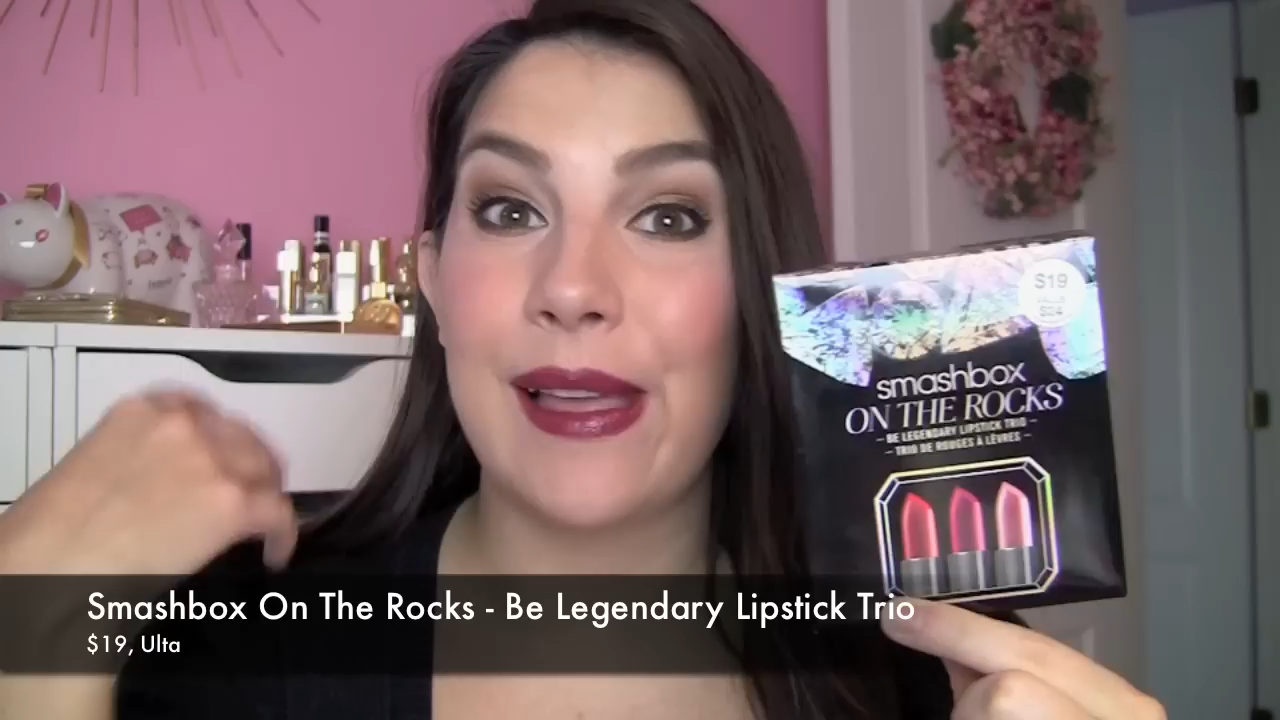 $19
VALUE
smashbox
ON THE ROCKS
- BE LEGENDARY LIPSTICK TRIO -
- TRIO DE ROUGES À LÈVRES -
Smashbox On The Rocks - Be Legendary Lipstick Trio
$19, Ulta